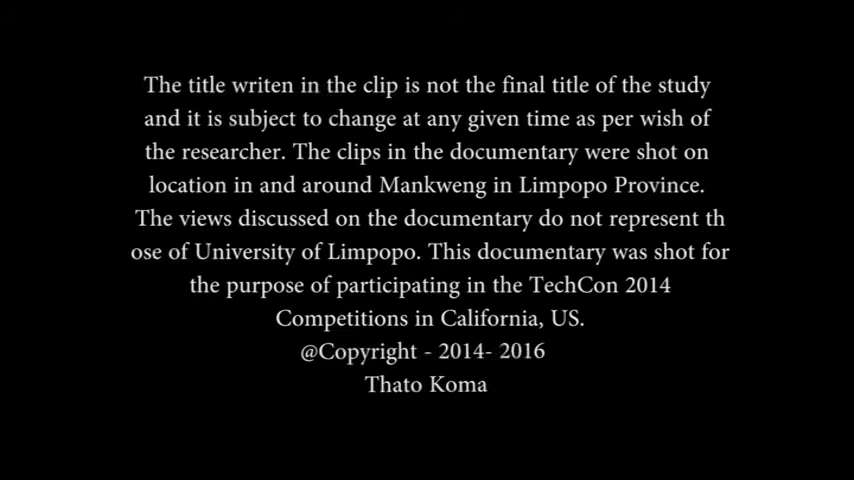 The title writen in the clip is not the final title of the study
and it is subject to change at any given time as per wish of
the researcher. The clips in the documentary were shot on
location in and around Mankweng in Limpopo Province.
The views discussed on the documentary do not represent th
ose of University of Limpopo. This documentary was shot for
the purpose of participating in the TechCon 2014
Competitions in California, US.
@Copyright - 2014- 2016
Thato Koma